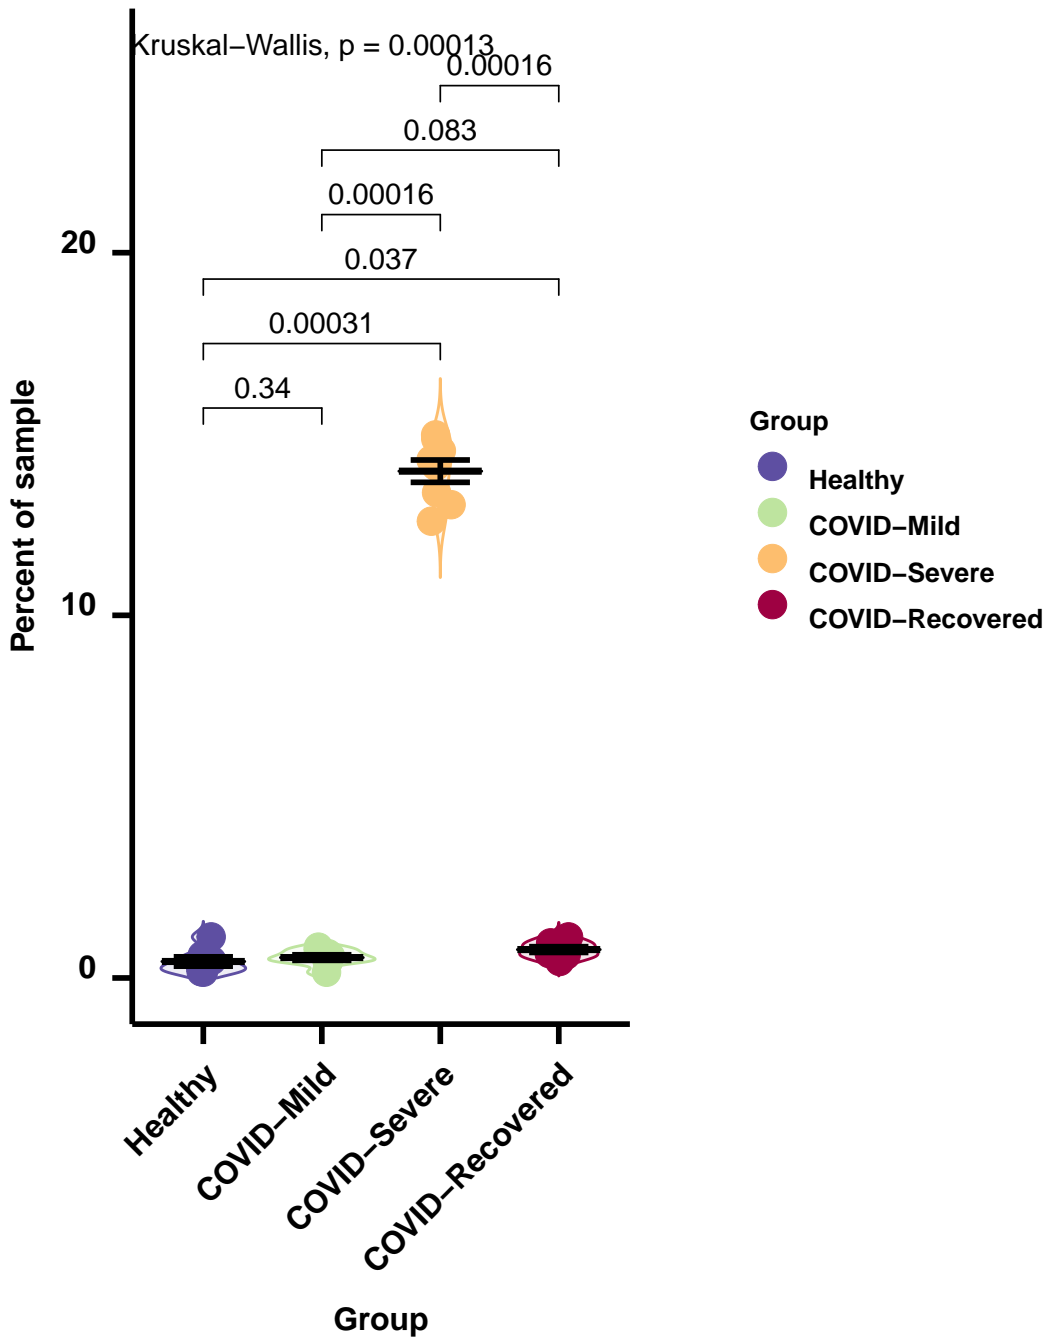 Kruskal–Wallis, p = 0.00013
0.00016
0.083
0.00016
0.037
0.00031
0.34
20
10
0
Percent of sample
Healthy
COVID–Mild
COVID–Severe
COVID–Recovered
Group
Group
Healthy
COVID–Mild
COVID–Severe
COVID–Recovered